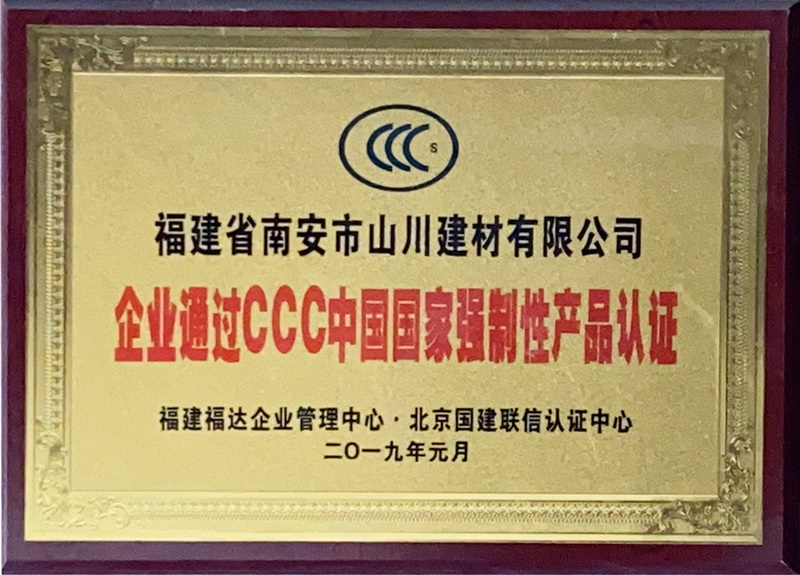 CCC S
福建省南安市山川建材有限公司
企业通过CCC中国国家强制性产品认证
福建福达企业管理中心·北京国建联信认证中心
二〇一九年元月